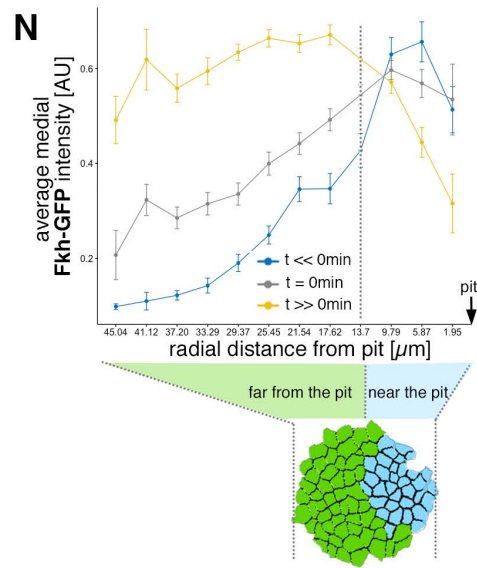 N
average medial
Fkh-GFP intensity [AU]
0.6
0.4
0.2
t << 0min
t = 0min
t >> 0min
pit
45.04 41.12 37.20 33.29 29.37 25.45 21.54 17.62 13.7 9.79 5.87 1.95
radial distance from pit [µm]
far from the pit near the pit